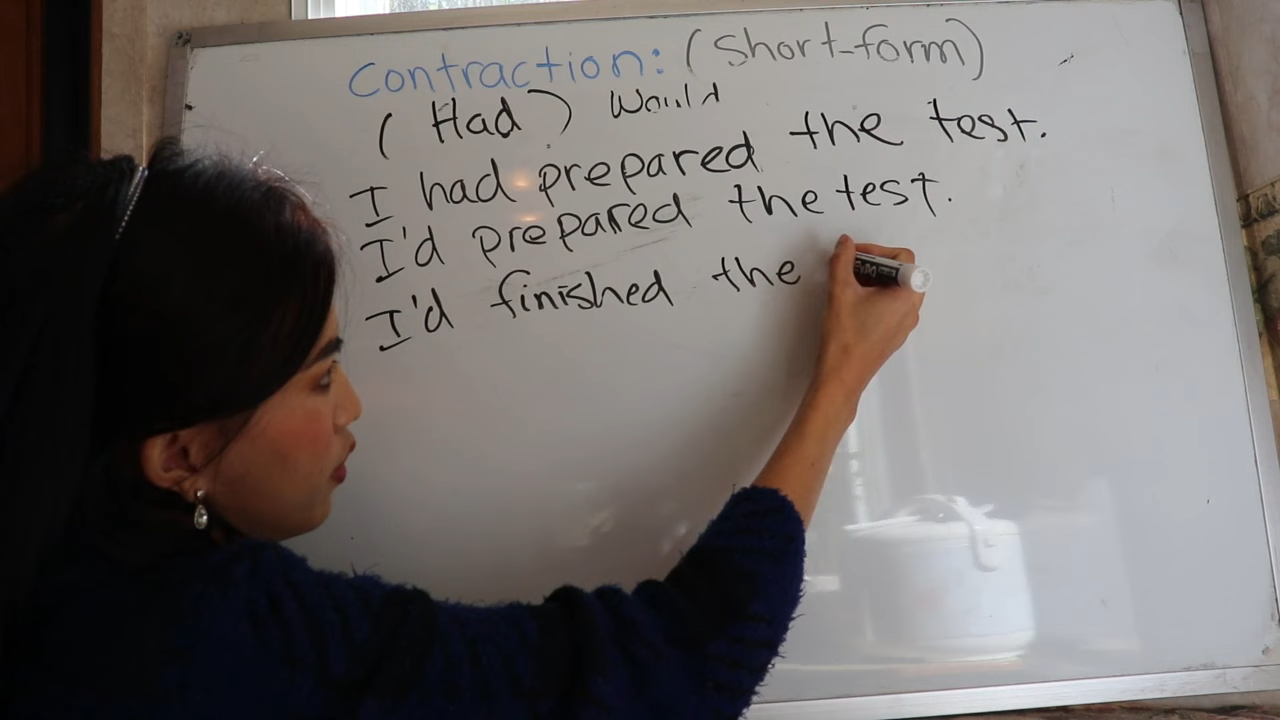 contraction: (short-form)
(Had) would
I had prepared the test.
I'd prepared the test.
I'd finished the